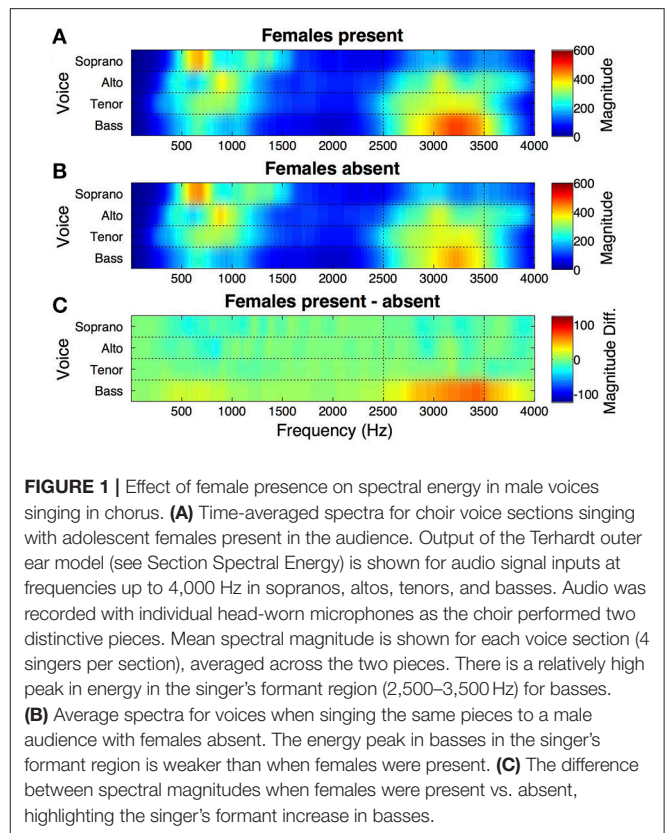 A
Females present
Voice
Soprano
Alto
Tenor
Bass
500 1000 1500 2000 2500 3000 3500 4000
600
400
200
0
Magnitude
B
Females absent
Voice
Soprano
Alto
Tenor
Bass
500 1000 1500 2000 2500 3000 3500 4000
600
400
200
0
Magnitude
C
Females present - absent
Voice
Soprano
Alto
Tenor
Bass
500 1000 1500 2000 2500 3000 3500 4000
Frequency (Hz)
100
0
-100
Magnitude Diff.
FIGURE 1 | Effect of female presence on spectral energy in male voices
singing in chorus. (A) Time-averaged spectra for choir voice sections singing
with adolescent females present in the audience. Output of the Terhardt outer
ear model (see Section Spectral Energy) is shown for audio signal inputs at
frequencies up to 4,000 Hz in sopranos, altos, tenors, and basses. Audio was
recorded with individual head-worn microphones as the choir performed two
distinctive pieces. Mean spectral magnitude is shown for each voice section (4
singers per section), averaged across the two pieces. There is a relatively high
peak in energy in the singer's formant region (2,500–3,500 Hz) for basses.
(B) Average spectra for voices when singing the same pieces to a male
audience with females absent. The energy peak in basses in the singer's
formant region is weaker than when females were present. (C) The difference
between spectral magnitudes when females were present vs. absent,
highlighting the singer's formant increase in basses.